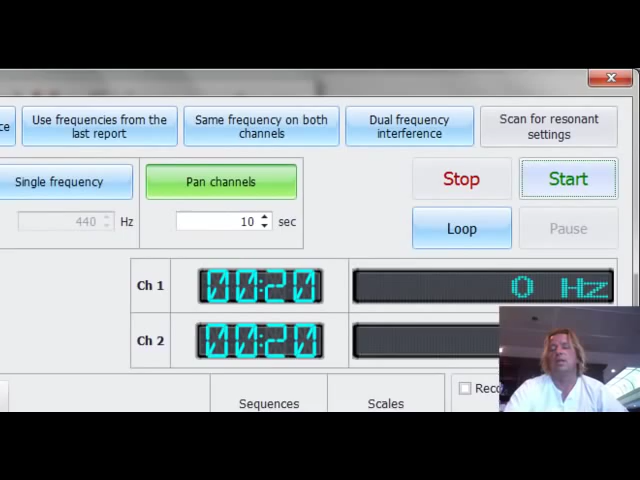 ce
Use frequencies from the
last report
Same frequency on both
channels
Dual frequency
interference
Scan for resonant
settings
Single frequency
Pan channels
Stop
Start
440 Hz
10 sec
Loop
Pause
Ch 1
00:20
0 Hz
Ch 2
00:20
Reco
Sequences
Scales